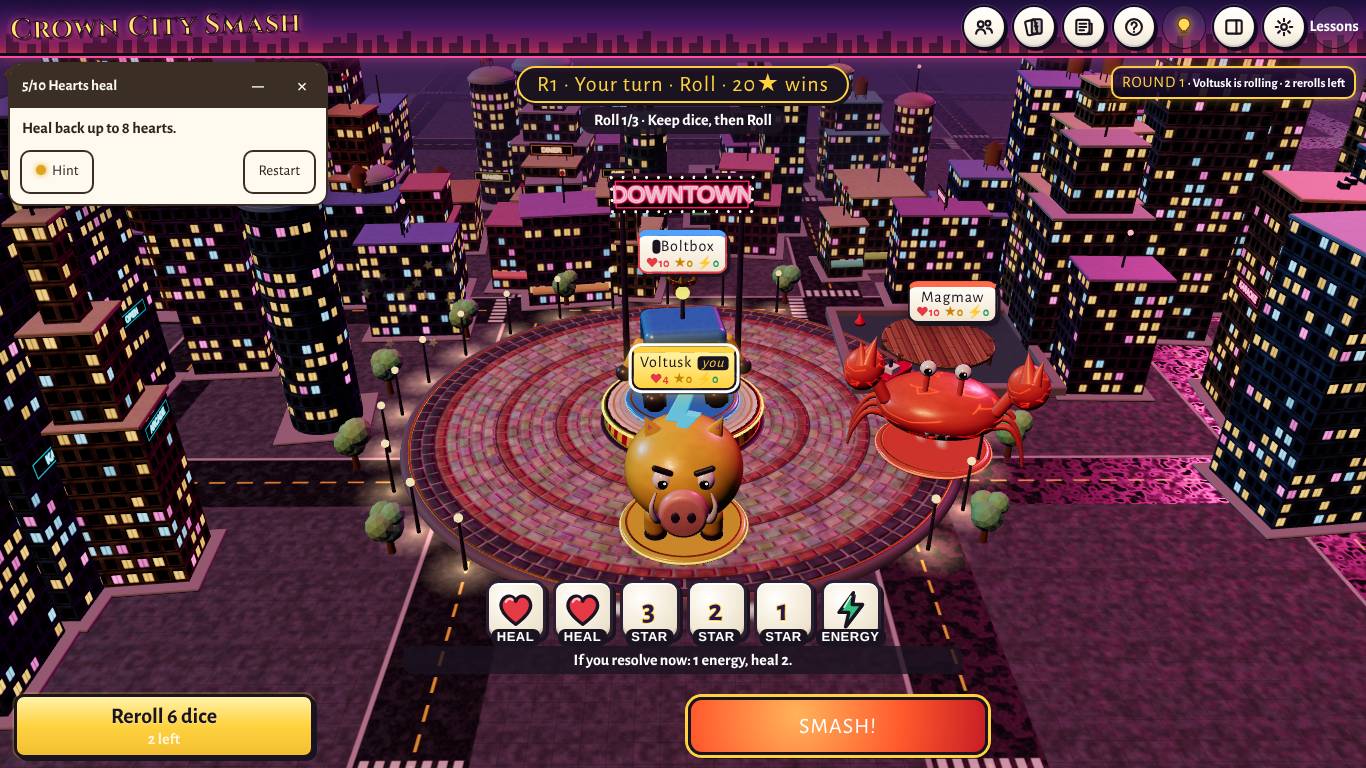 CROWN CITY SMASH
Lessons
5/10 Hearts heal
Heal back up to 8 hearts.
Hint
Restart
R1 · Your turn · Roll · 20★ wins
Roll 1/3 · Keep dice, then Roll
ROUND 1 · Voltusk is rolling · 2 rerolls left
DINER
DOWNTOWN
Boltbox
❤10 ★0 ⚡0
Magmaw
❤10 ★0 ⚡0
OPEN
Voltusk you
❤4 ★0 ⚡0
3
2
1
HEAL
HEAL
STAR
STAR
STAR
ENERGY
If you resolve now: 1 energy, heal 2.
Reroll 6 dice
2 left
SMASH!